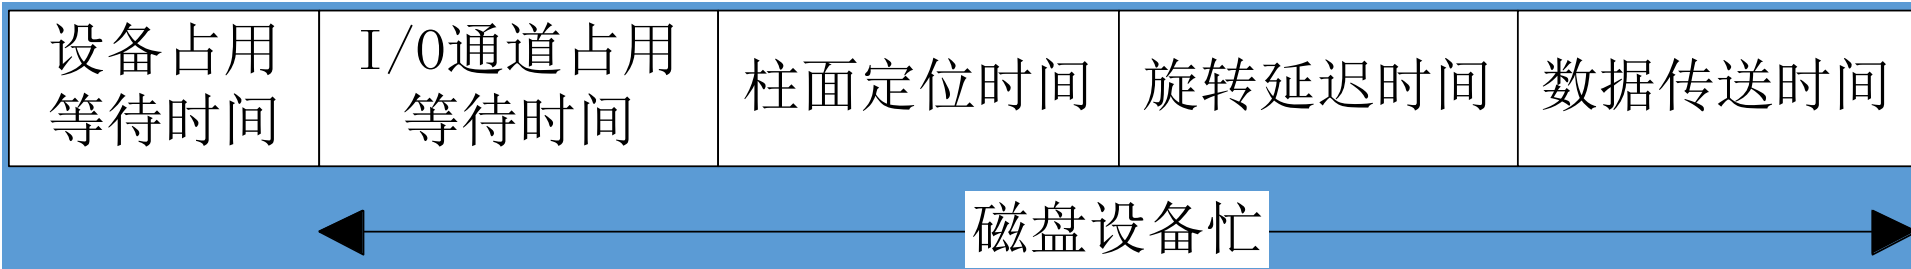 设备占用
等待时间
I/O通道占用
等待时间
柱面定位时间
旋转延迟时间
数据传送时间
磁盘设备忙